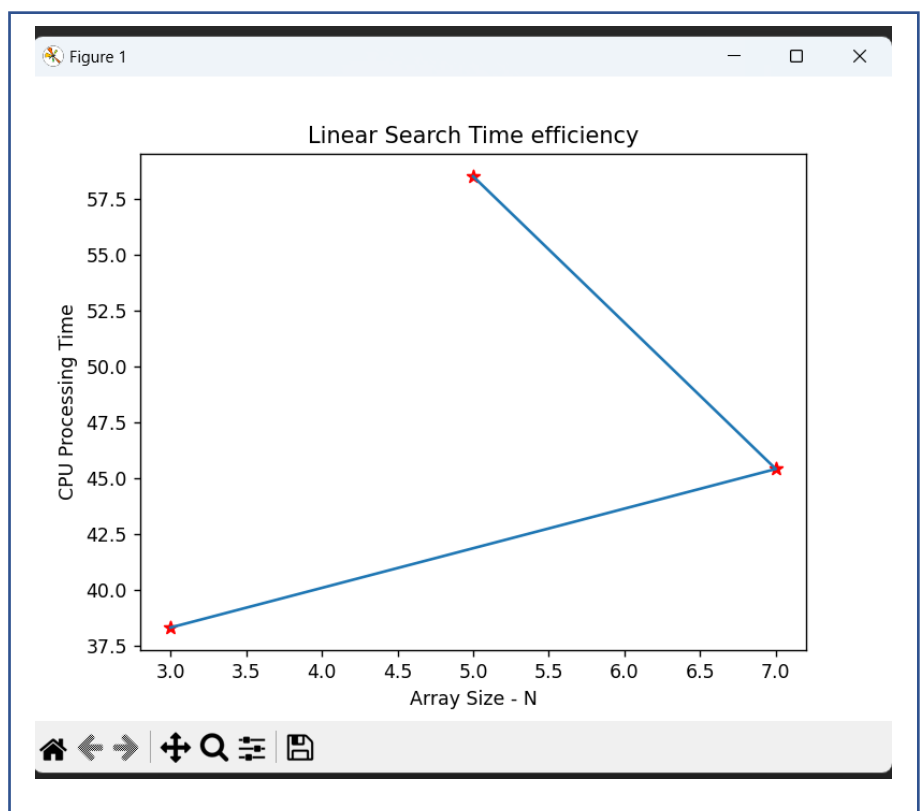 Figure 1
Linear Search Time efficiency
57.5
55.0
52.5
50.0
47.5
45.0
42.5
40.0
37.5
CPU Processing Time
3.0 3.5 4.0 4.5 5.0 5.5 6.0 6.5 7.0
Array Size - N